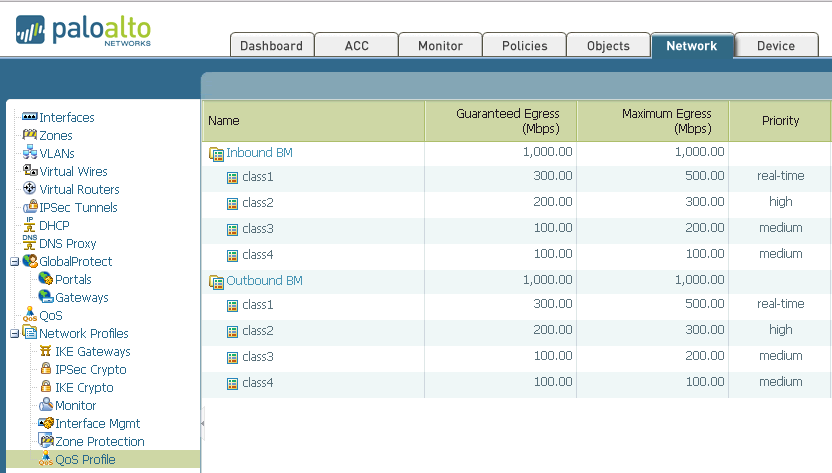 paloalto
NETWORKS
Dashboard ACC Monitor Policies Objects Network Device
Interfaces
Zones
VLANs
Virtual Wires
Virtual Routers
IPSec Tunnels
IP
DHCP
DNS
DNS Proxy
GlobalProtect
Portals
Gateways
QoS
QoS
Network Profiles
IKE Gateways
IPSec Crypto
IKE Crypto
Monitor
Interface Mgmt
Zone Protection
QoS
QoS Profile
Name Guaranteed Egress (Mbps) Maximum Egress (Mbps) Priority
Inbound BM 1,000.00 1,000.00
class1 300.00 500.00 real-time
class2 200.00 300.00 high
class3 100.00 200.00 medium
class4 100.00 100.00 medium
Outbound BM 1,000.00 1,000.00
class1 300.00 500.00 real-time
class2 200.00 300.00 high
class3 100.00 200.00 medium
class4 100.00 100.00 medium